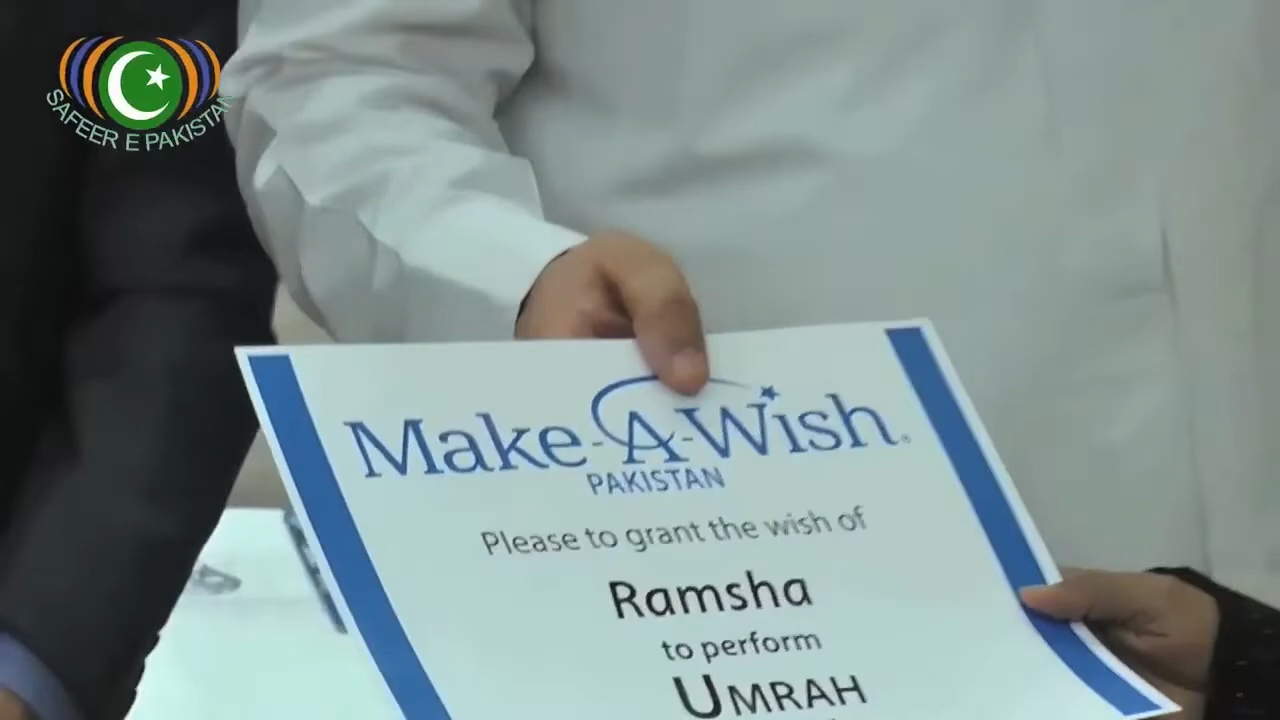 SAFEER E PAKISTAN
Make-A-Wish®
PAKISTAN
Please to grant the wish of
Ramsha
to perform
UMRAH